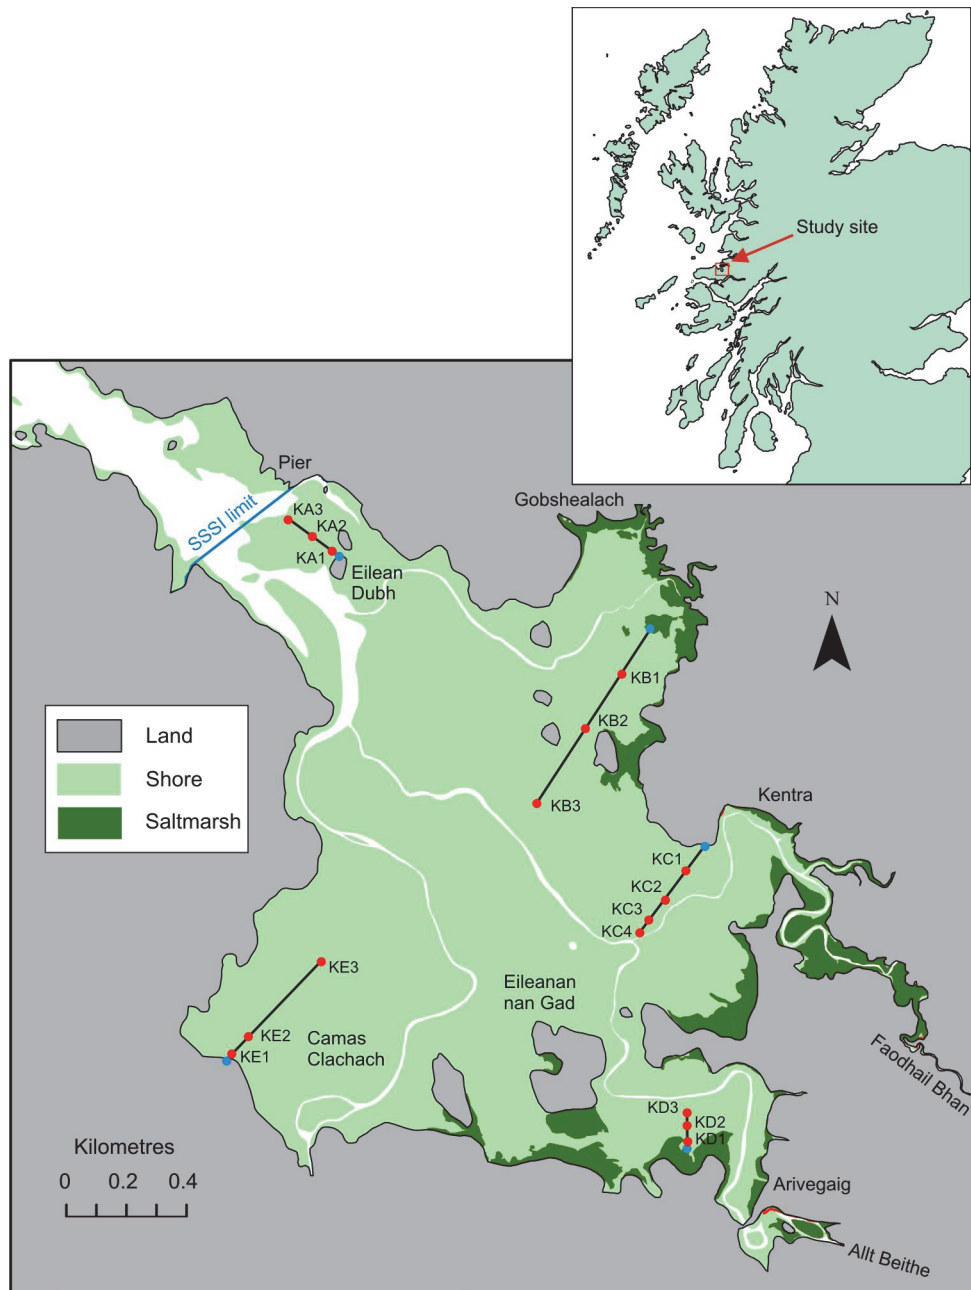 Study site
Pier
SSSI limit
KA3
KA2
KA1
Eilean
Dubh
Gobshealach
N
KB1
KB2
KB3
Land
Shore
Saltmarsh
Kentra
KC1
KC2
KC3
KC4
KE3
KE2
KE1
Camas
Clachach
Eileanan
nan Gad
Faodhail Bhan
KD3
KD2
KD1
Kilometres
0 0.2 0.4
Arivegaig
Allt Beithe